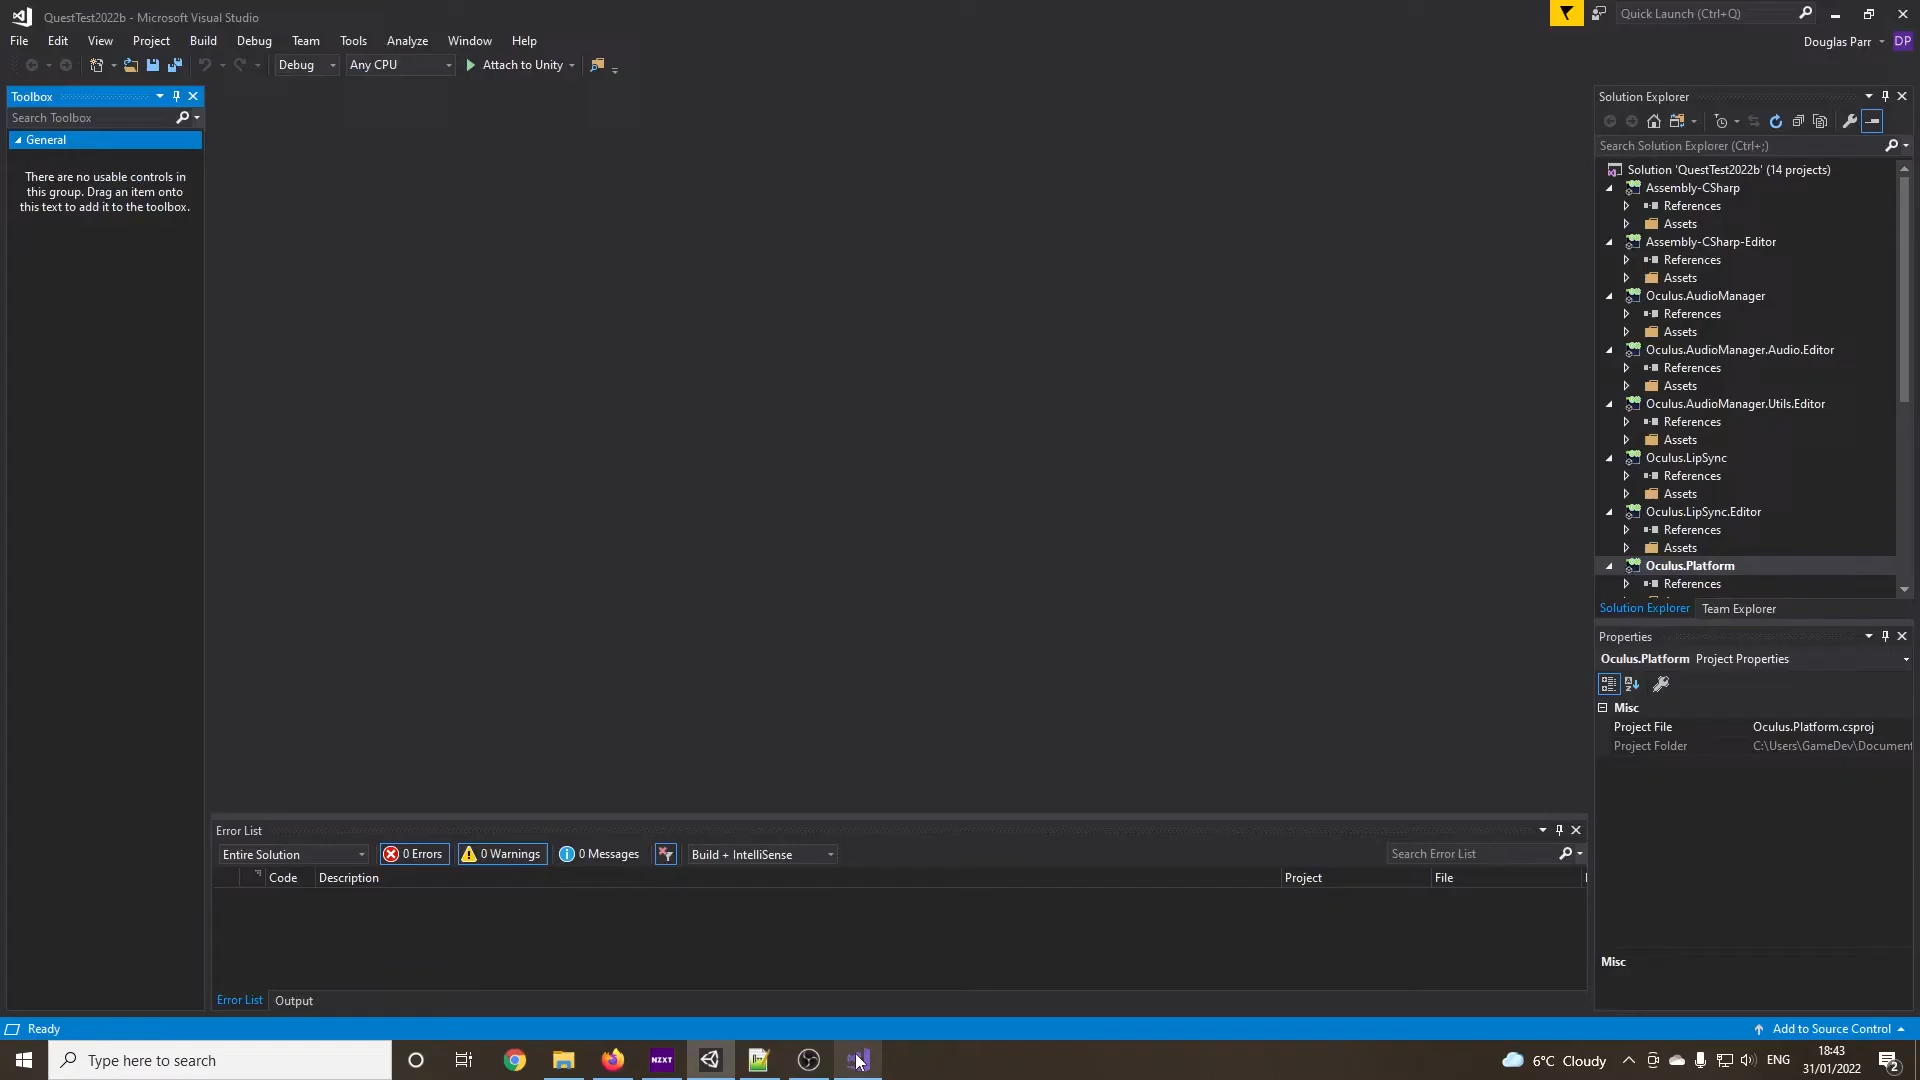 QuestTest2022b - Microsoft Visual Studio
Quick Launch (Ctrl+Q)
File Edit View Project Build Debug Team Tools Analyze Window Help
Douglas Parr DP
Debug Any CPU Attach to Unity
Toolbox
Search Toolbox
General
There are no usable controls in
this group. Drag an item onto
this text to add it to the toolbox.
Solution Explorer
Search Solution Explorer (Ctrl+;)
Solution 'QuestTest2022b' (14 projects)
Assembly-CSharp
References
Assets
Assembly-CSharp-Editor
References
Assets
Oculus.AudioManager
References
Assets
Oculus.AudioManager.Audio.Editor
References
Assets
Oculus.AudioManager.Utils.Editor
References
Assets
Oculus.LipSync
References
Assets
Oculus.LipSync.Editor
References
Assets
Oculus.Platform
References
Solution Explorer Team Explorer
Properties
Oculus.Platform Project Properties
Misc
Project File Oculus.Platform.csproj
Project Folder C:\Users\GameDev\Document
Misc
Error List
Entire Solution 0 Errors 0 Warnings 0 Messages Build + IntelliSense Search Error List
Code Description Project File
Error List Output
Ready
Add to Source Control
Type here to search
NZXT
6°C Cloudy
ENG
18:43
31/01/2022
2